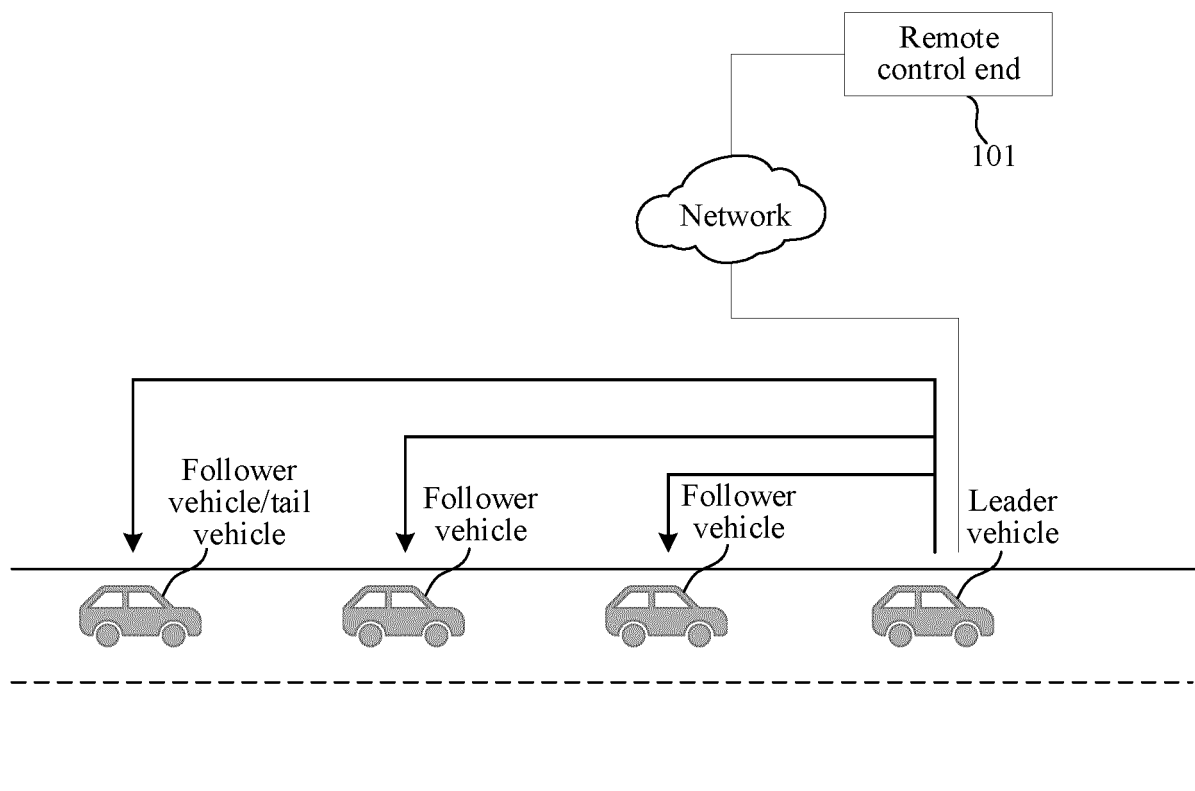 Remote
control end
101
Network
Follower
vehicle/tail
vehicle
Follower
vehicle
Follower
vehicle
Leader
vehicle